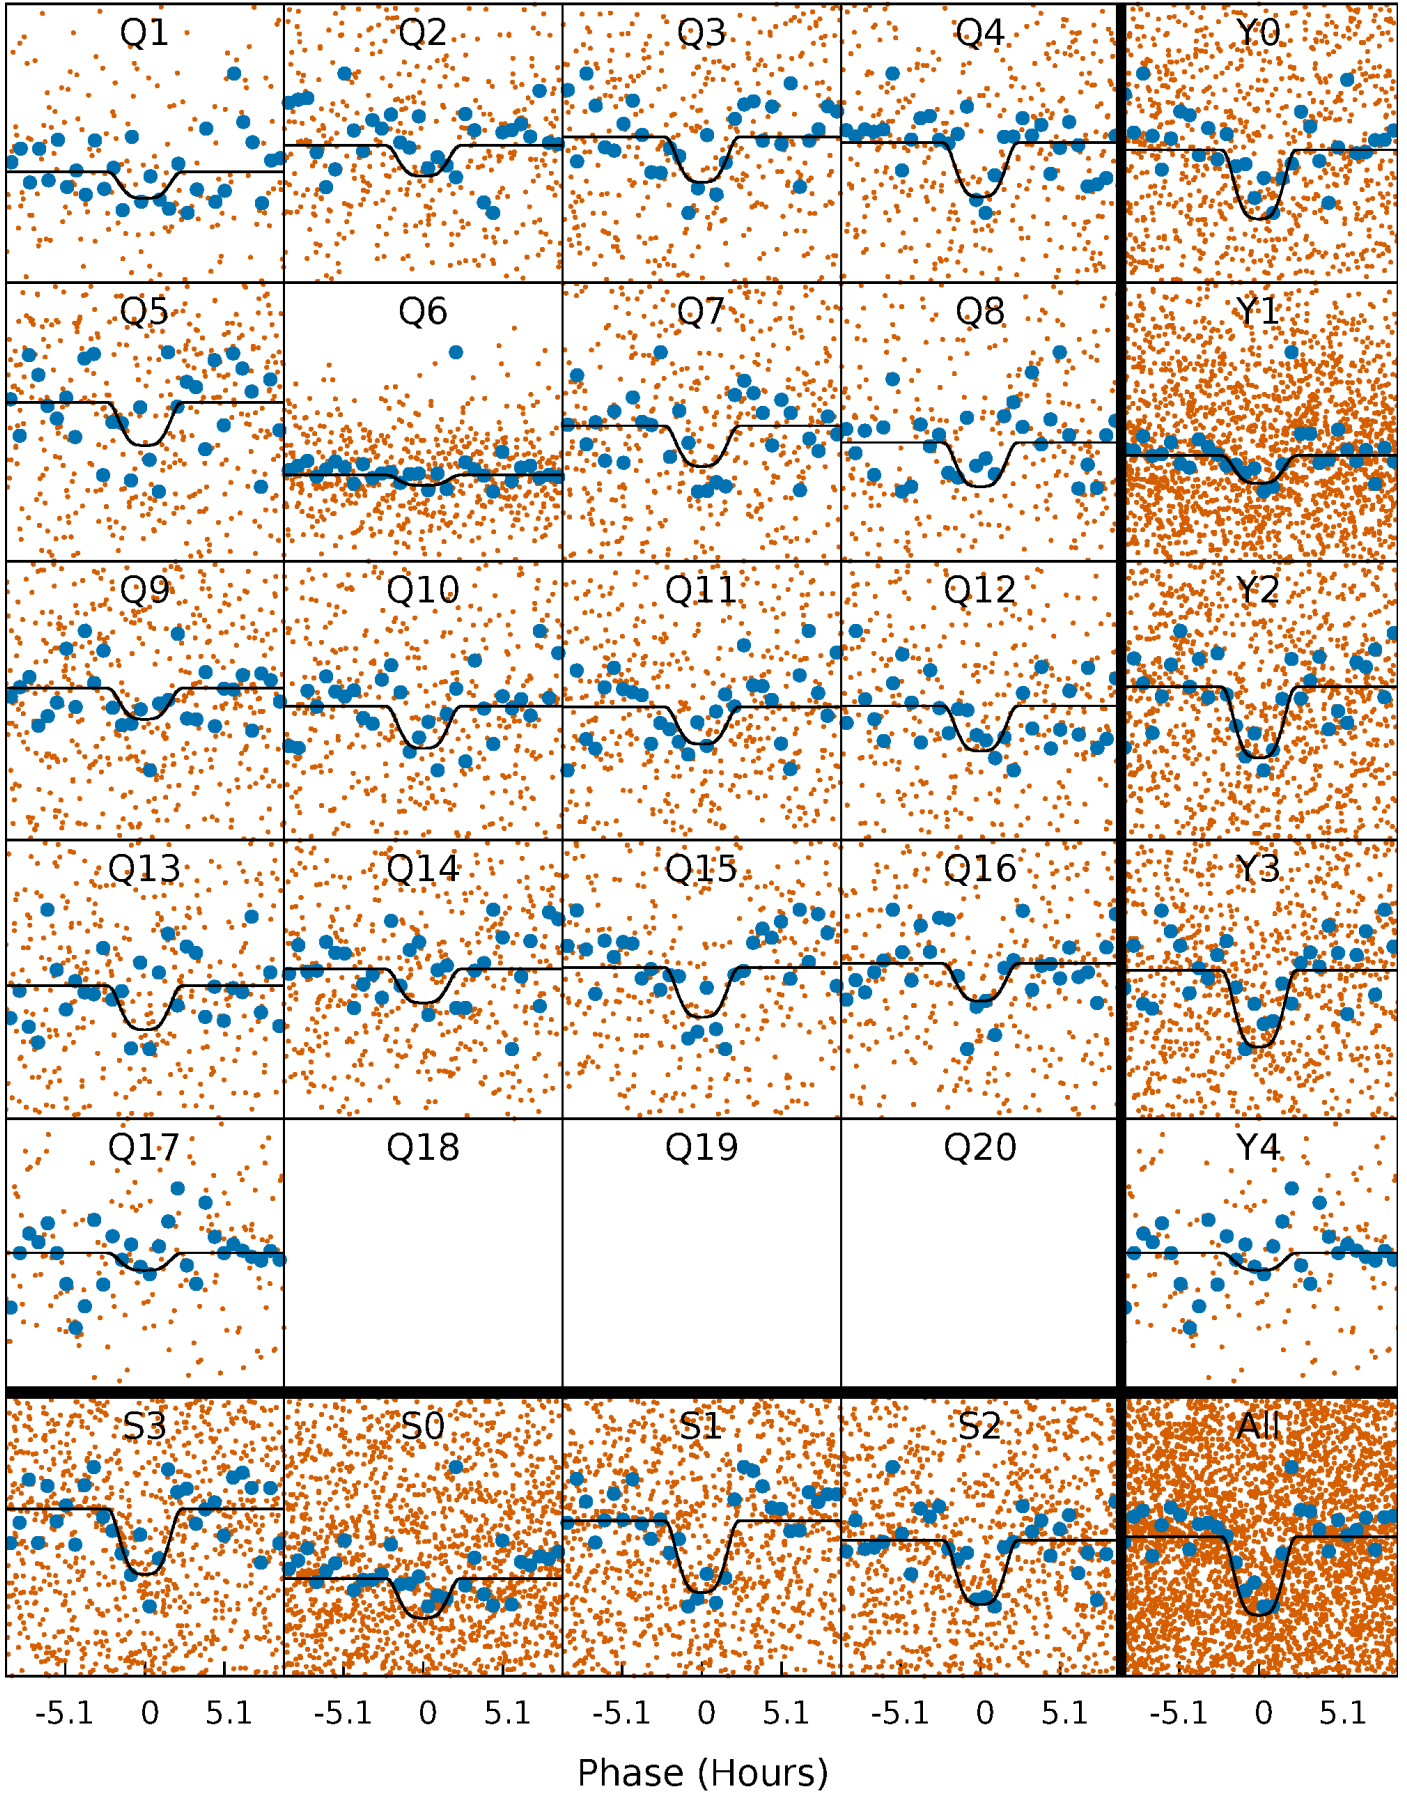 Q1 Q2 Q3 Q4 Y0
Q5 Q6 Q7 Q8 Y1
Q9 Q10 Q11 Q12 Y2
Q13 Q14 Q15 Q16 Y3
Q17 Q18 Q19 Q20 Y4
S3 S0 S1 S2 All
-5.1 0 5.1 -5.1 0 5.1 -5.1 0 5.1 -5.1 0 5.1 -5.1 0 5.1
Phase (Hours)